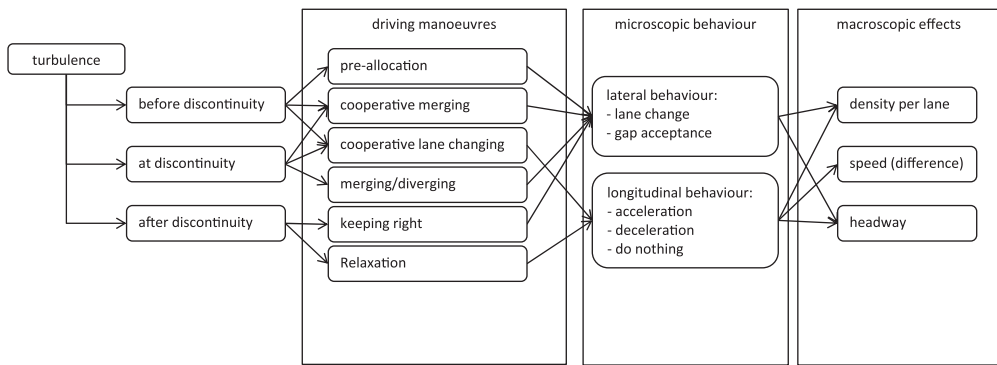 driving manoeuvres
microscopic behaviour
macroscopic effects
turbulence
before discontinuity
at discontinuity
after discontinuity
pre-allocation
cooperative merging
cooperative lane changing
merging/diverging
keeping right
Relaxation
lateral behaviour:
- lane change
- gap acceptance
longitudinal behaviour:
- acceleration
- deceleration
- do nothing
density per lane
speed (difference)
headway